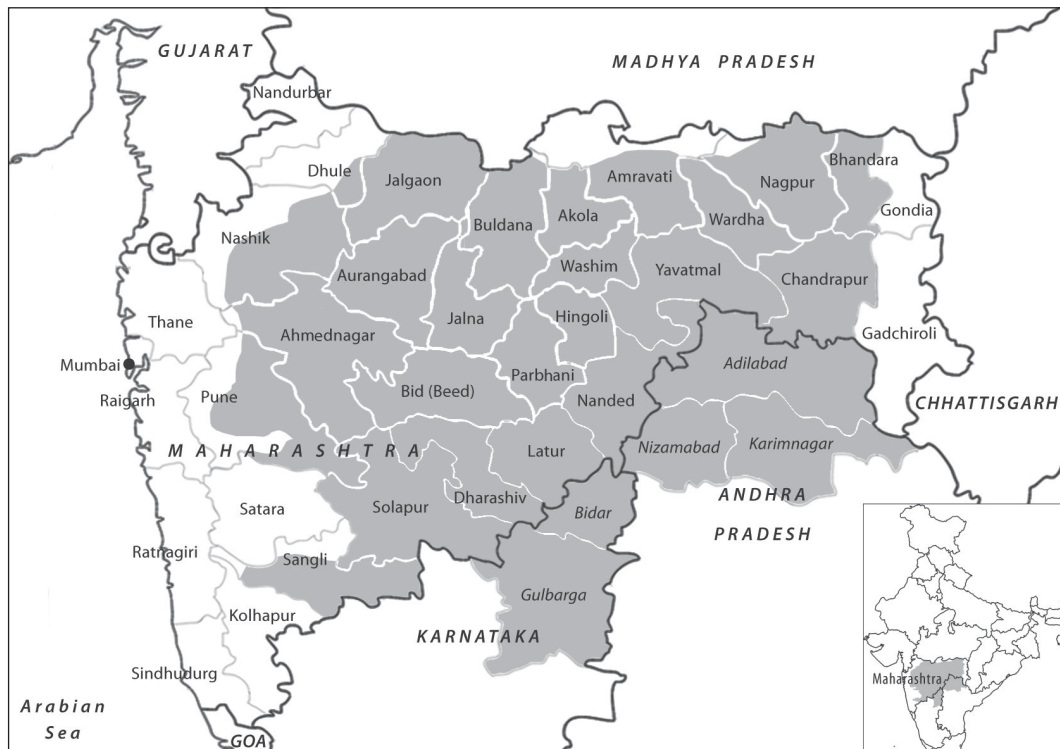 GUJARAT
MADHYA PRADESH
Nandurbar
Dhule
Jalgaon
Buldana
Akola
Amravati
Wardha
Nagpur
Bhandara
Gondia
Nashik
Aurangabad
Washim
Yavatmal
Chandrapur
Thane
Ahmednagar
Jalna
Hingoli
Gadchiroli
Mumbai
Raigarh
Pune
Bid (Beed)
Parbhani
Nanded
Adilabad
CHHATTISGARH
MAHARASHTRA
Latur
Nizamabad
Karimnagar
Satara
Solapur
Dharashiv
Bidar
ANDHRA
PRADESH
Ratnagiri
Sangli
Kolhapur
Gulbarga
KARNATAKA
Sindhudurg
Arabian
Sea
GOA
Maharashtra